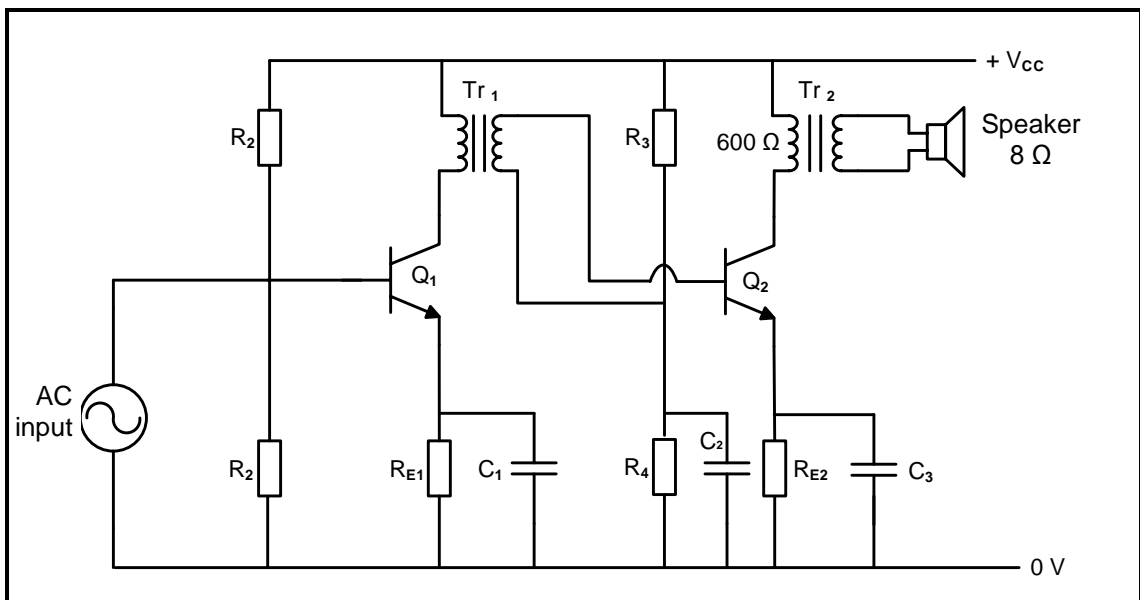 + V_CC
Tr 1
Tr 2
R2
R3
600 Ω
Speaker
8 Ω
Q1
Q2
AC
input
R2
RE1
C1
R4
C2
RE2
C3
0 V